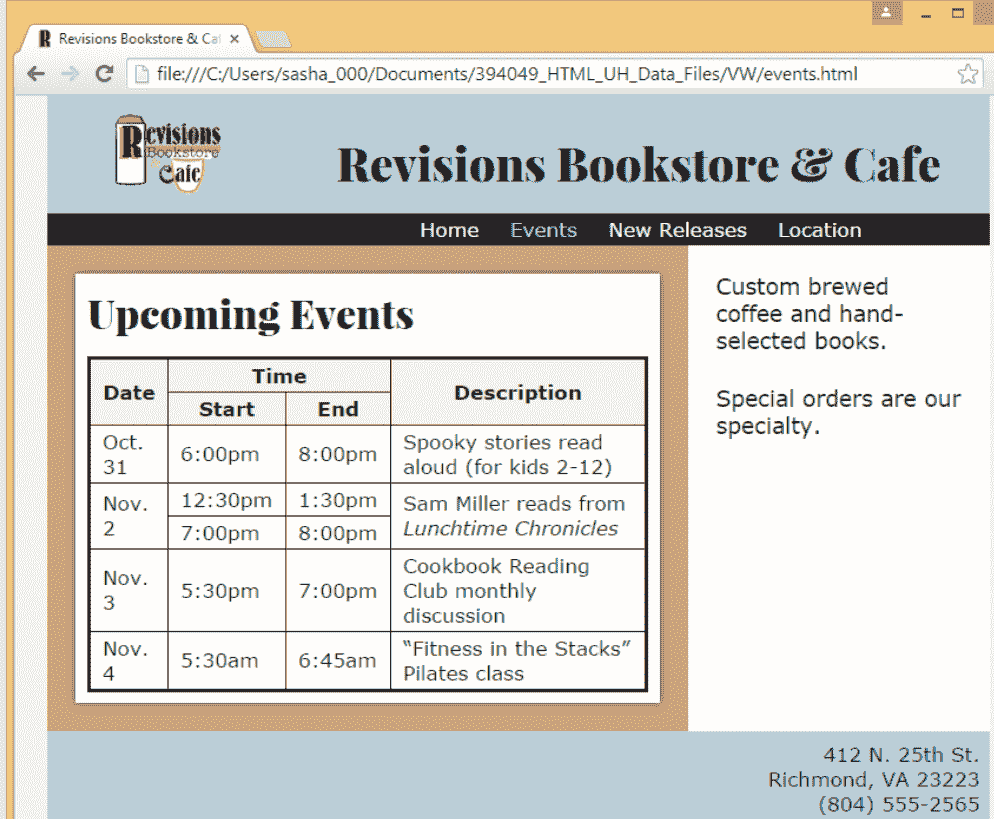 Revisions Bookstore & Caf
file:///C:/Users/sasha_000/Documents/394049_HTML_UH_Data_Files/VW/events.html
Revisions
Bookstore
Cafe
Revisions Bookstore & Cafe
Home Events New Releases Location
Upcoming Events
Date Time Description
Start End
Oct.
31
6:00pm 8:00pm
Spooky stories read
aloud (for kids 2-12)
Nov.
2
12:30pm 1:30pm
7:00pm 8:00pm
Sam Miller reads from
Lunchtime Chronicles
Nov.
3
5:30pm 7:00pm
Cookbook Reading
Club monthly
discussion
Nov.
4
5:30am 6:45am
“Fitness in the Stacks”
Pilates class
Custom brewed
coffee and hand-
selected books.
Special orders are our
specialty.
412 N. 25th St.
Richmond, VA 23223
(804) 555-2565